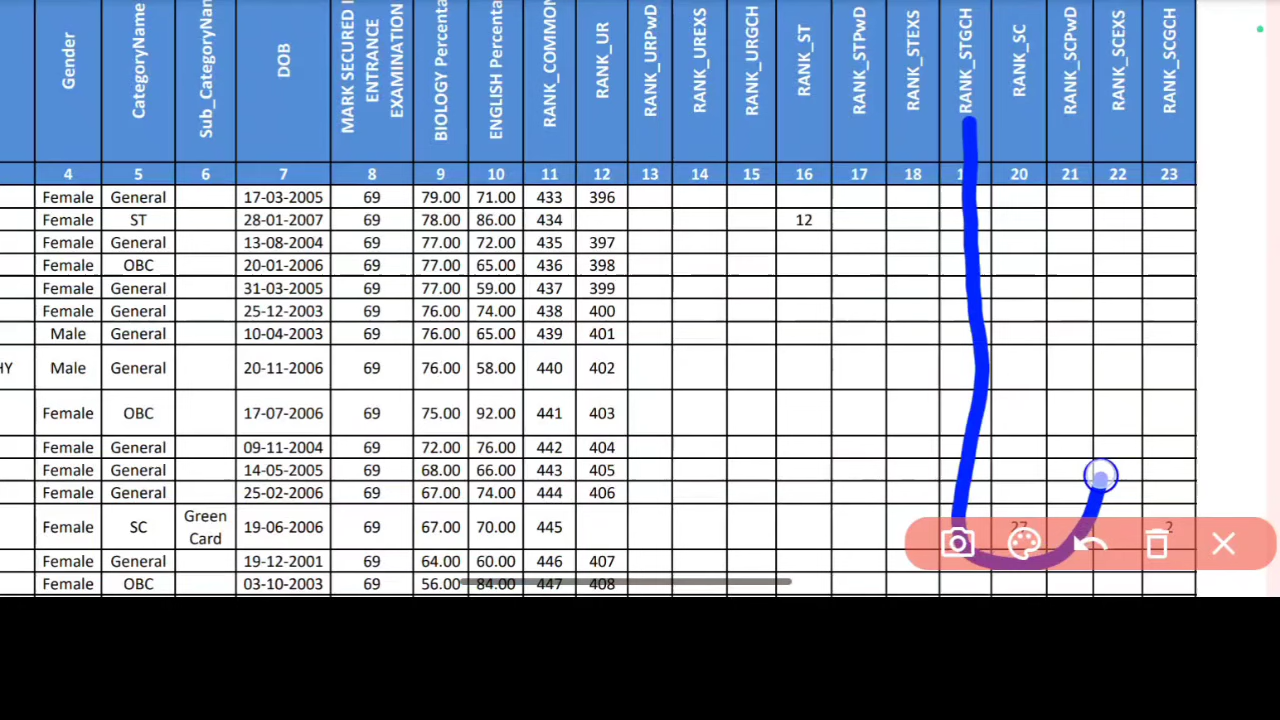 Gender CategoryName Sub_CategoryNam DOB MARK SECURED I ENTRANCE EXAMINATION BIOLOGY Percenta ENGLISH Percenta RANK_COMMON RANK_UR RANK_URPwD RANK_UREXS RANK_URGCH RANK_ST RANK_STPwD RANK_STEXS RANK_STGCH RANK_SC RANK_SCPwD RANK_SCEXS RANK_SCGCH
4 5 6 7 8 9 10 11 12 13 14 15 16 17 18 20 21 22 23
Female General 17-03-2005 69 79.00 71.00 433 396
Female ST 28-01-2007 69 78.00 86.00 434 12
Female General 13-08-2004 69 77.00 72.00 435 397
Female OBC 20-01-2006 69 77.00 65.00 436 398
Female General 31-03-2005 69 77.00 59.00 437 399
Female General 25-12-2003 69 76.00 74.00 438 400
Male General 10-04-2003 69 76.00 65.00 439 401
HY Male General 20-11-2006 69 76.00 58.00 440 402
Female OBC 17-07-2006 69 75.00 92.00 441 403
Female General 09-11-2004 69 72.00 76.00 442 404
Female General 14-05-2005 69 68.00 66.00 443 405
Female General 25-02-2006 69 67.00 74.00 444 406
Female SC Green Card 19-06-2006 69 67.00 70.00 445 27 2
Female General 19-12-2001 69 64.00 60.00 446 407
Female OBC 03-10-2003 69 56.00 84.00 447 408